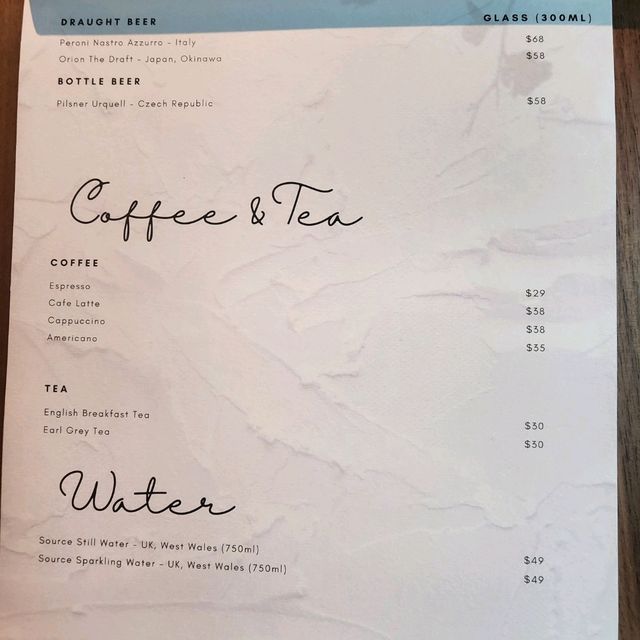 DRAUGHT BEER GLASS (300ML)
Peroni Nastro Azzurro - Italy $68
Orion The Draft - Japan, Okinawa $58
BOTTLE BEER
Pilsner Urquell - Czech Republic $58
Coffee & Tea
COFFEE
Espresso $29
Cafe Latte $38
Cappuccino $38
Americano $35
TEA
English Breakfast Tea $30
Earl Grey Tea $30
Water
Source Still Water - UK, West Wales (750ml) $49
Source Sparkling Water - UK, West Wales (750ml) $49